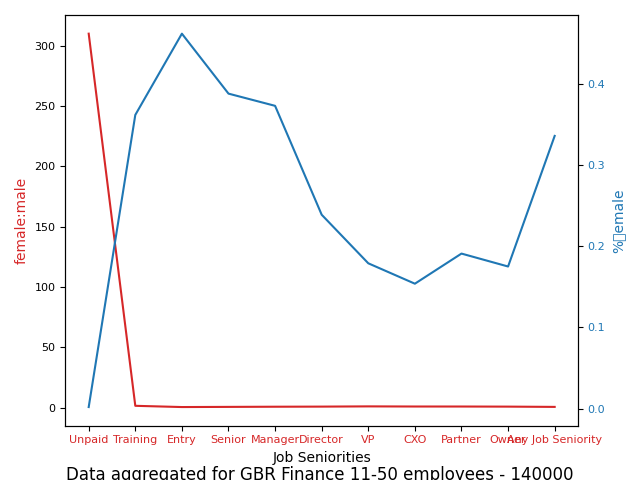 300
250
200
150
100
50
0
female:male
0.4
0.3
0.2
0.1
0.0
%▯emale
Unpaid Training Entry Senior Manager Director VP CXO Partner Owner Any Job Seniority
Job Seniorities
Data aggregated for GBR Finance 11-50 employees - 140000